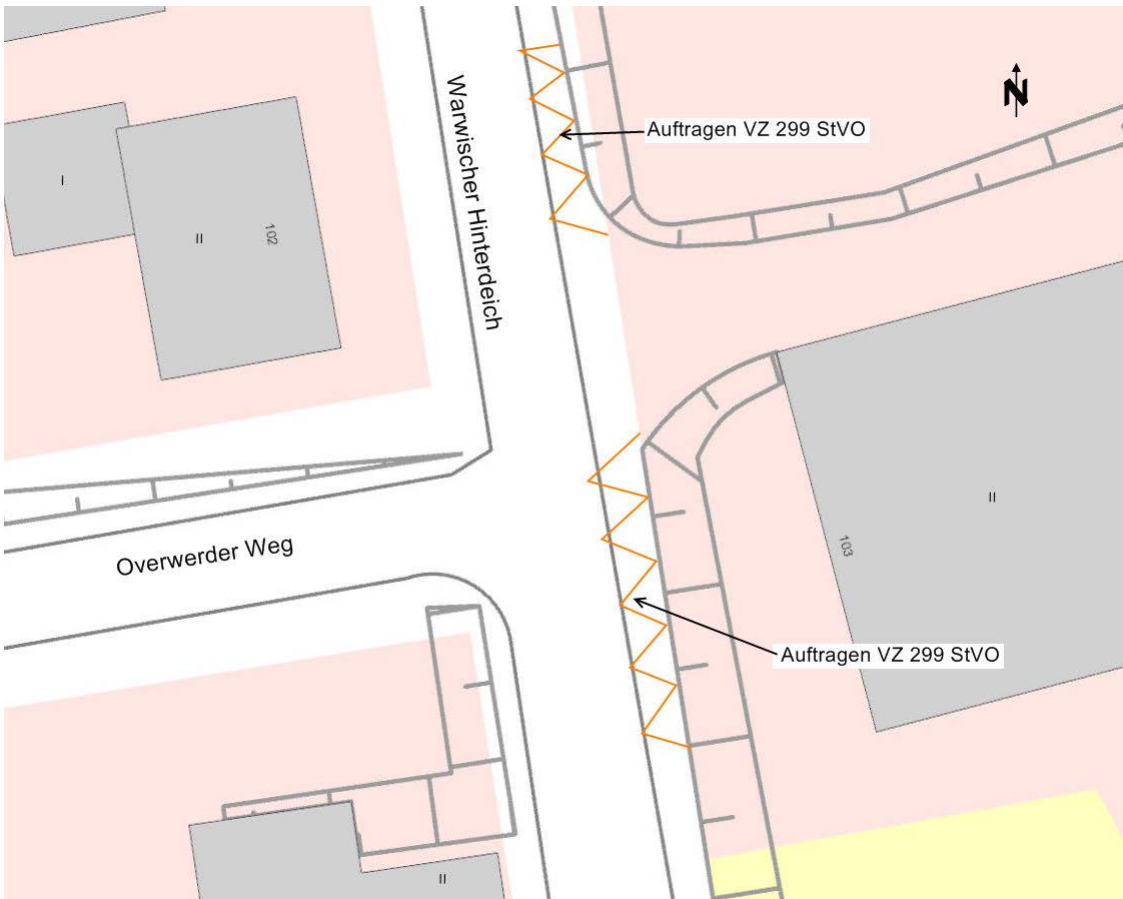 Warwischer Hinterdeich
N
Auftragen VZ 299 StVO
I
II
102
II
103
Overwerder Weg
Auftragen VZ 299 StVO
II